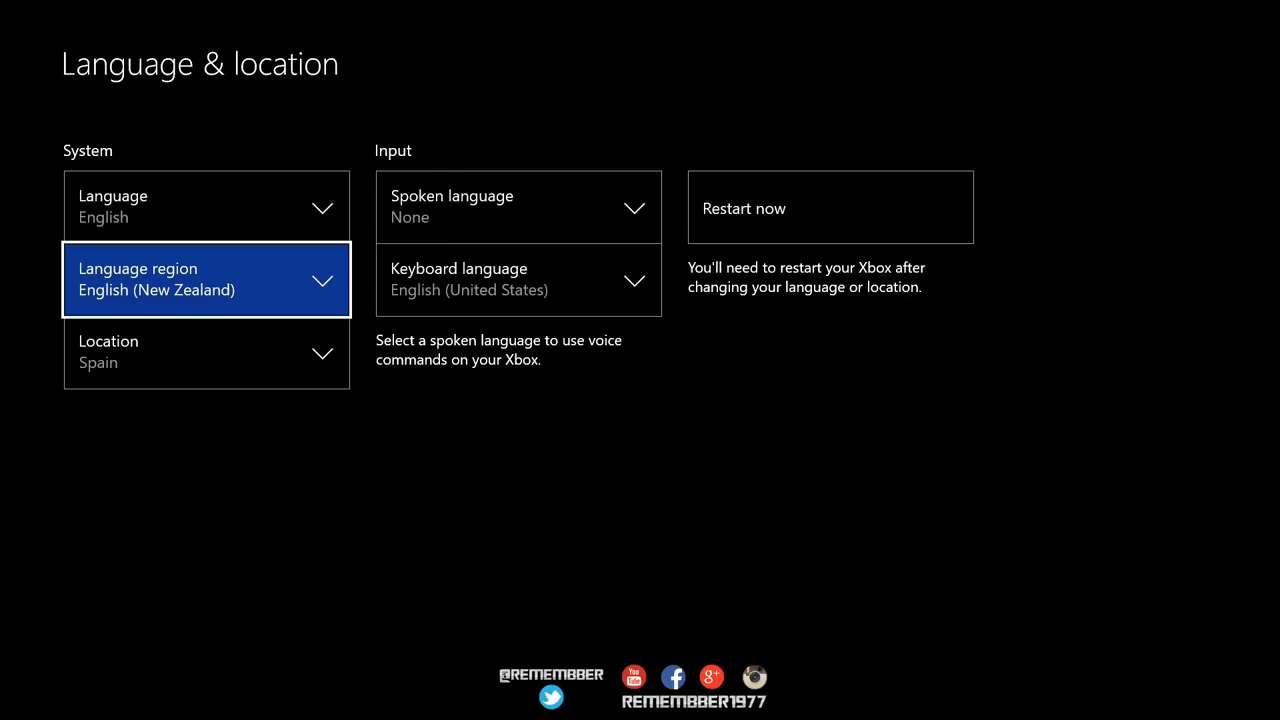 Language & location
System
Language
English
Language region
English (New Zealand)
Location
Spain
Input
Spoken language
None
Keyboard language
English (United States)
Select a spoken language to use voice
commands on your Xbox.
Restart now
You'll need to restart your Xbox after
changing your language or location.
@REMEMBBER
You
Tube
f
g+
REMEMBBER1977